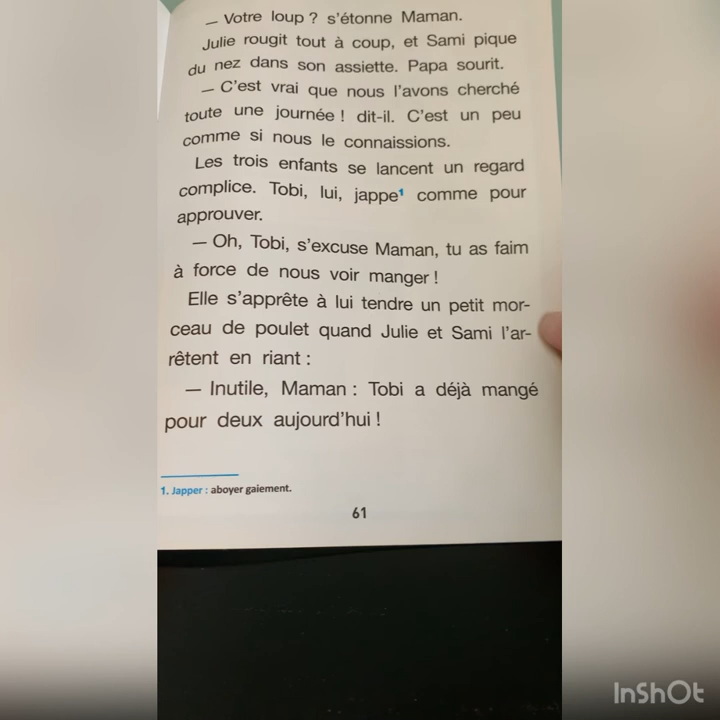 — Votre loup ? s'étonne Maman.
Julie rougit tout à coup, et Sami pique
du nez dans son assiette. Papa sourit.
— C'est vrai que nous l'avons cherché
toute une journée ! dit-il. C'est un peu
comme si nous le connaissions.
Les trois enfants se lancent un regard
complice. Tobi, lui, jappe¹ comme pour
approuver.
— Oh, Tobi, s'excuse Maman, tu as faim
à force de nous voir manger !
Elle s'apprête à lui tendre un petit mor-
ceau de poulet quand Julie et Sami l'ar-
rêtent en riant :
— Inutile, Maman : Tobi a déjà mangé
pour deux aujourd'hui !
1. Japper : aboyer gaiement.
61
InShOt